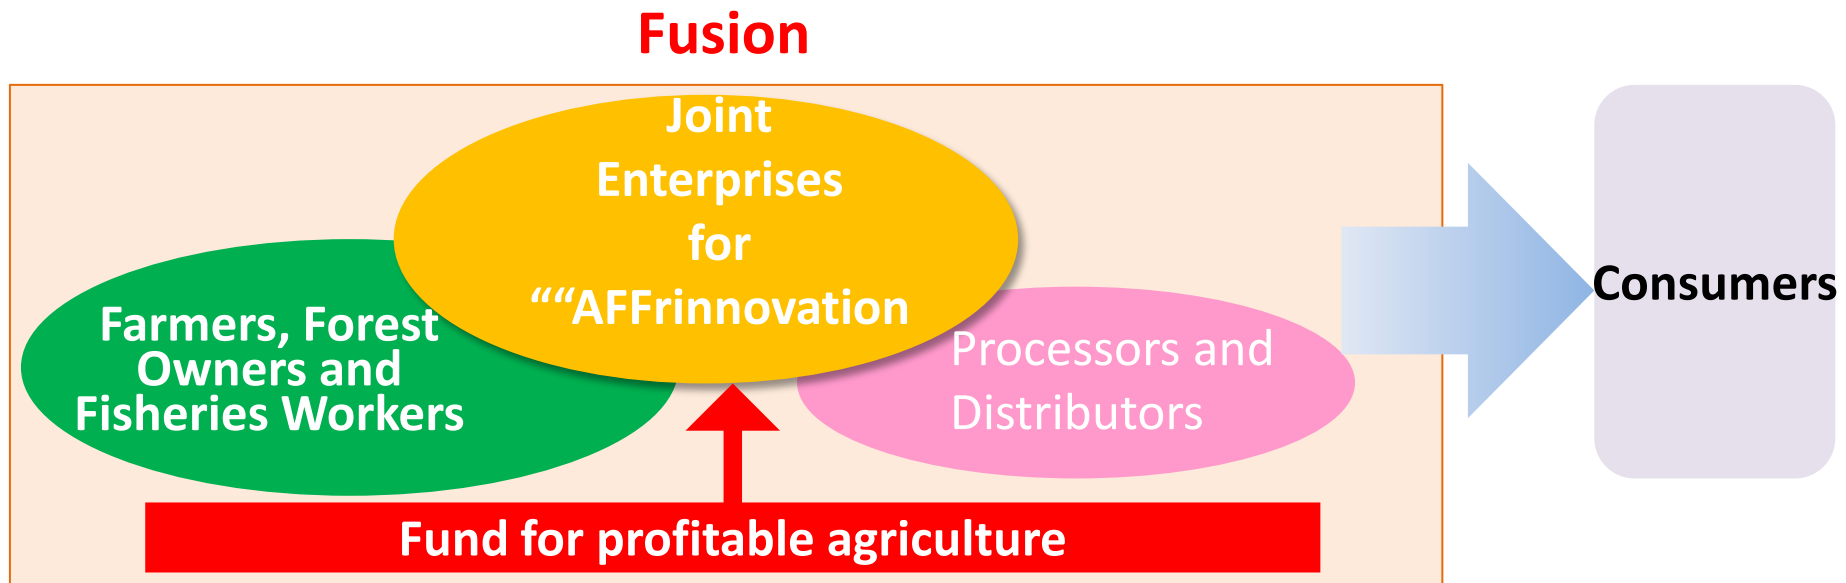 Fusion
Joint
Enterprises
for
““AFFrinnovation
Farmers, Forest
Owners and
Fisheries Workers
Processors and
Distributors
Fund for profitable agriculture
Consumers